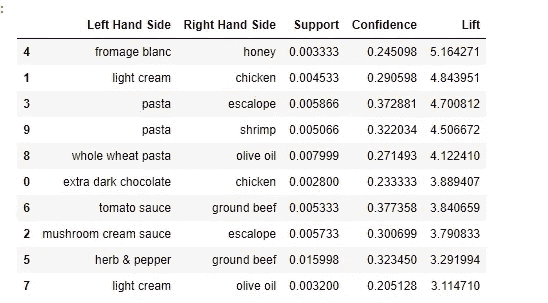 :
Left Hand Side Right Hand Side Support Confidence Lift
4 fromage blanc honey 0.003333 0.245098 5.164271
1 light cream chicken 0.004533 0.290598 4.843951
3 pasta escalope 0.005866 0.372881 4.700812
9 pasta shrimp 0.005066 0.322034 4.506672
8 whole wheat pasta olive oil 0.007999 0.271493 4.122410
0 extra dark chocolate chicken 0.002800 0.233333 3.889407
6 tomato sauce ground beef 0.005333 0.377358 3.840659
2 mushroom cream sauce escalope 0.005733 0.300699 3.790833
5 herb & pepper ground beef 0.015998 0.323450 3.291994
7 light cream olive oil 0.003200 0.205128 3.114710